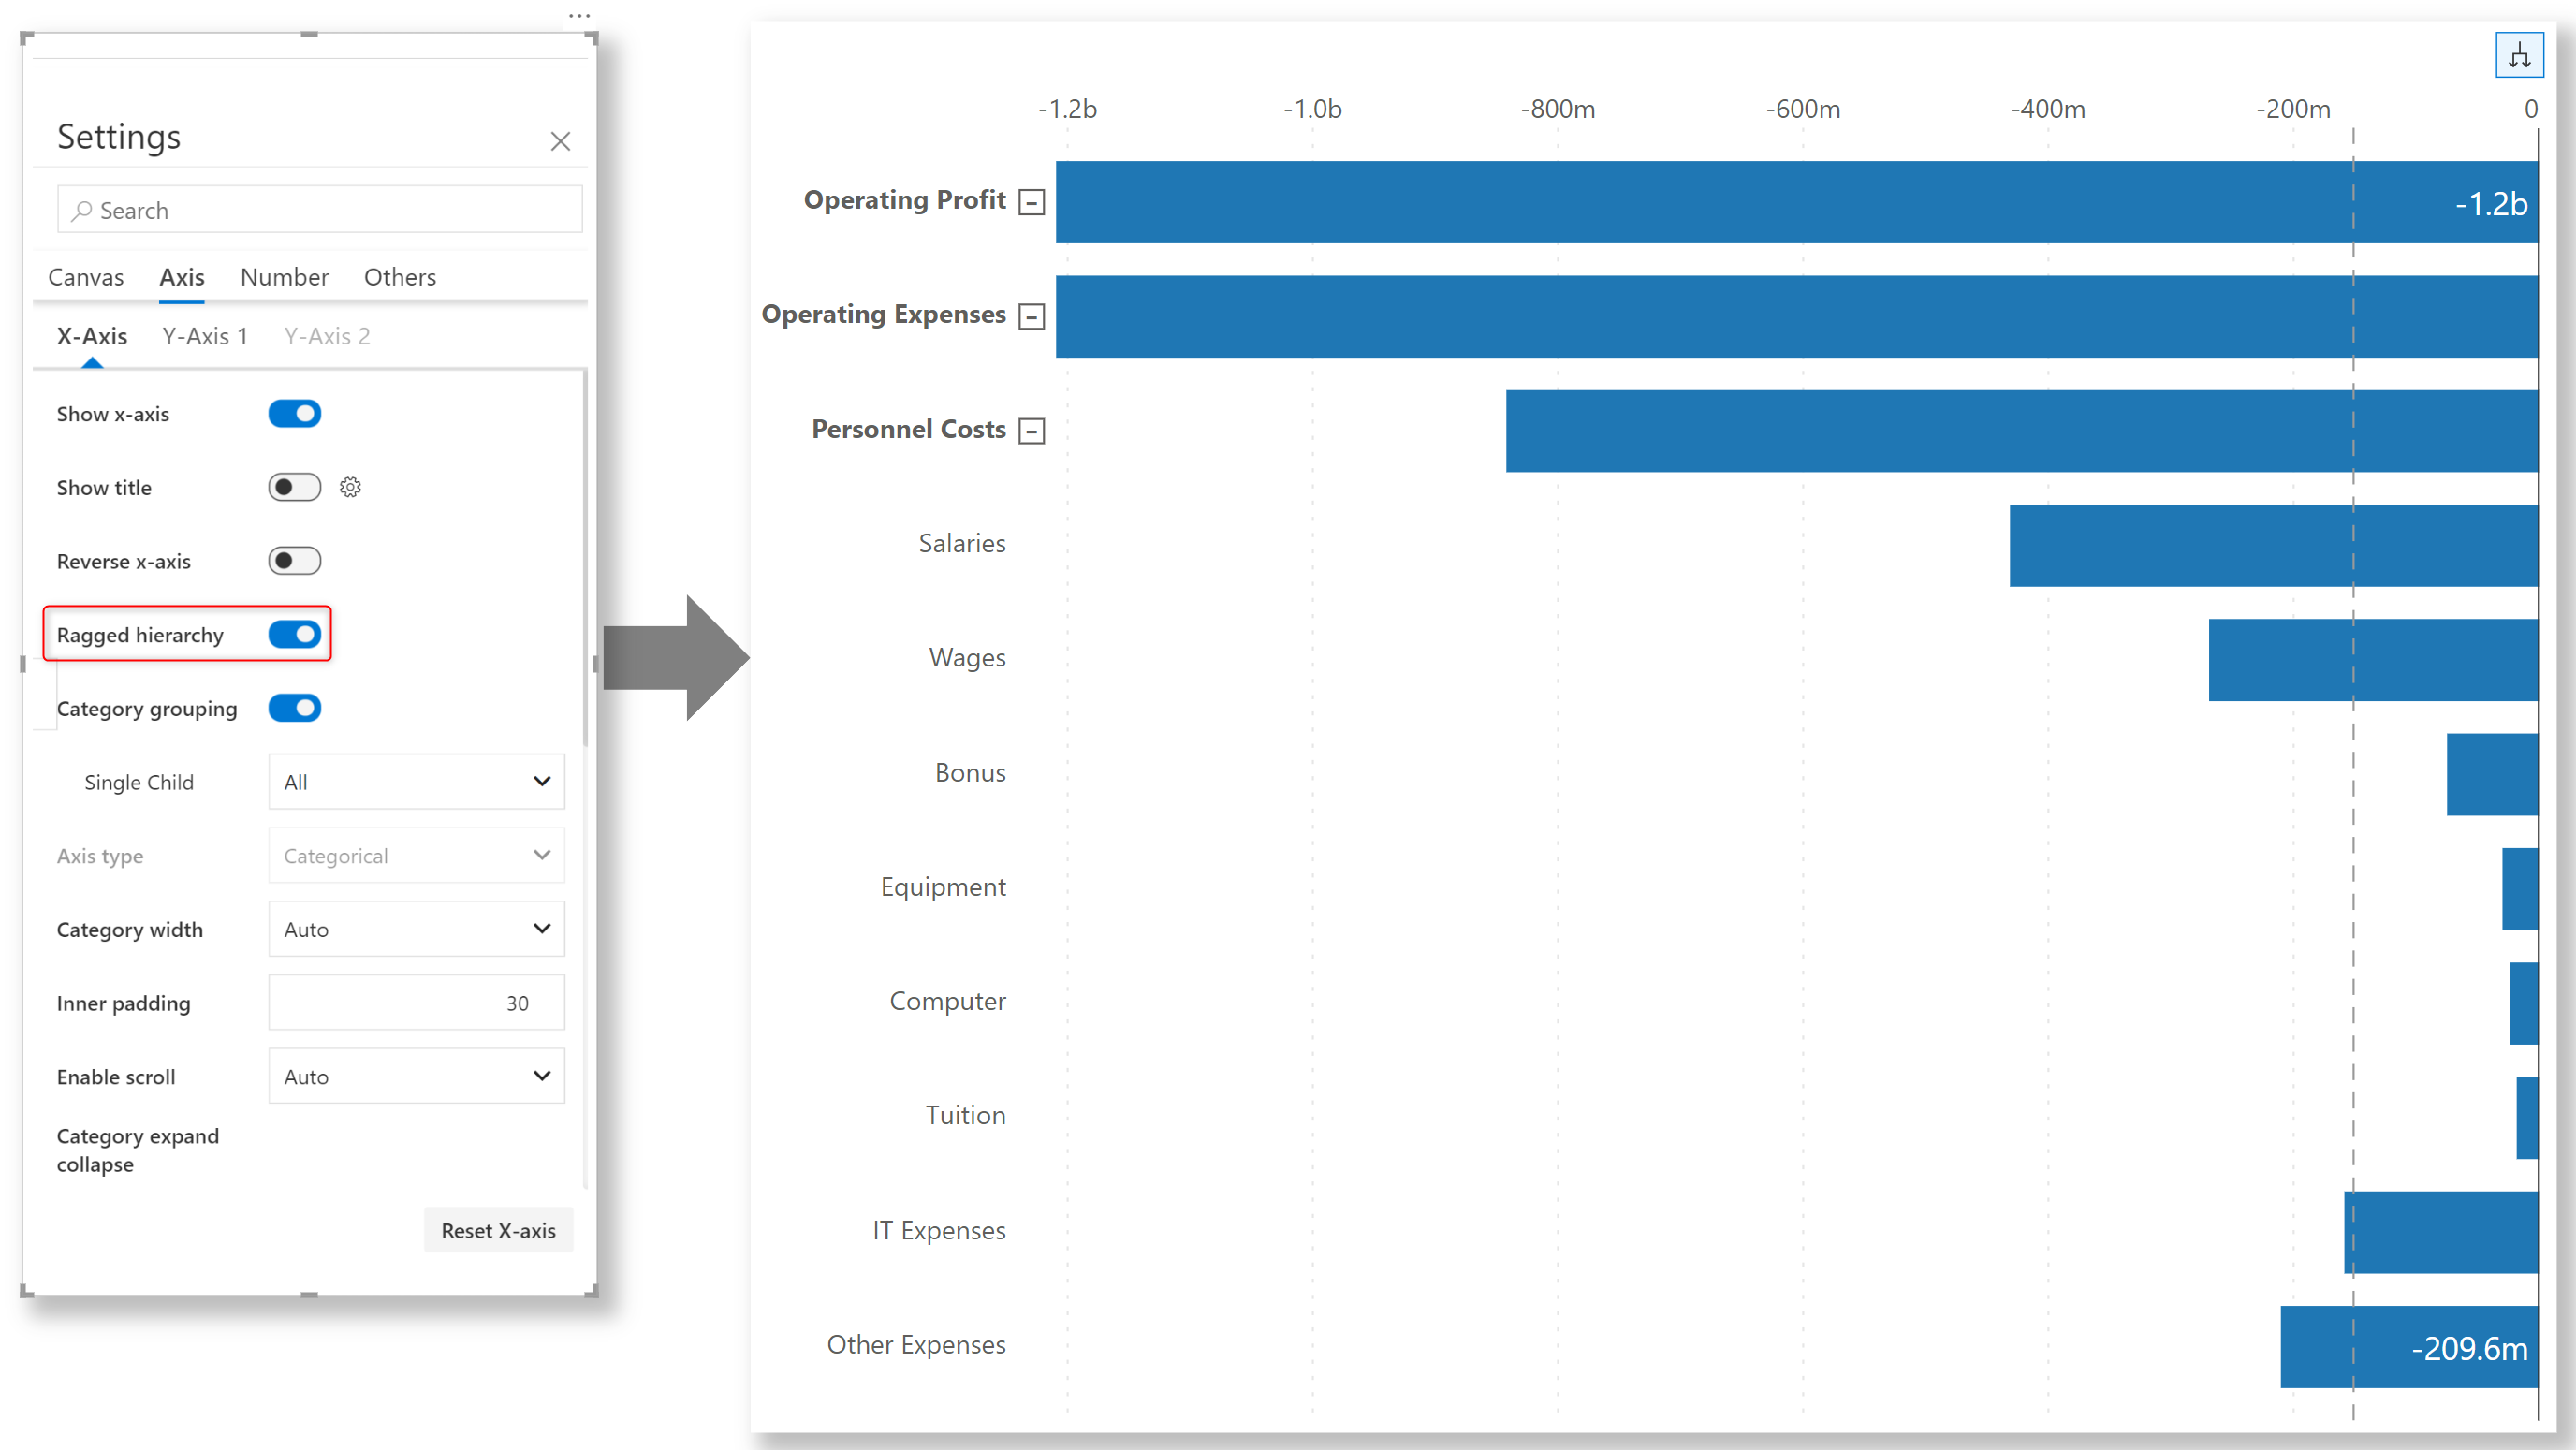 Settings
Search
Canvas Axis Number Others
X-Axis Y-Axis 1 Y-Axis 2
Show x-axis
Show title
Reverse x-axis
Ragged hierarchy
Category grouping
Single Child All
Axis type Categorical
Category width Auto
Inner padding 30
Enable scroll Auto
Category expand
collapse
Reset X-axis
-1.2b -1.0b -800m -600m -400m -200m 0
Operating Profit -1.2b
Operating Expenses
Personnel Costs
Salaries
Wages
Bonus
Equipment
Computer
Tuition
IT Expenses
Other Expenses -209.6m